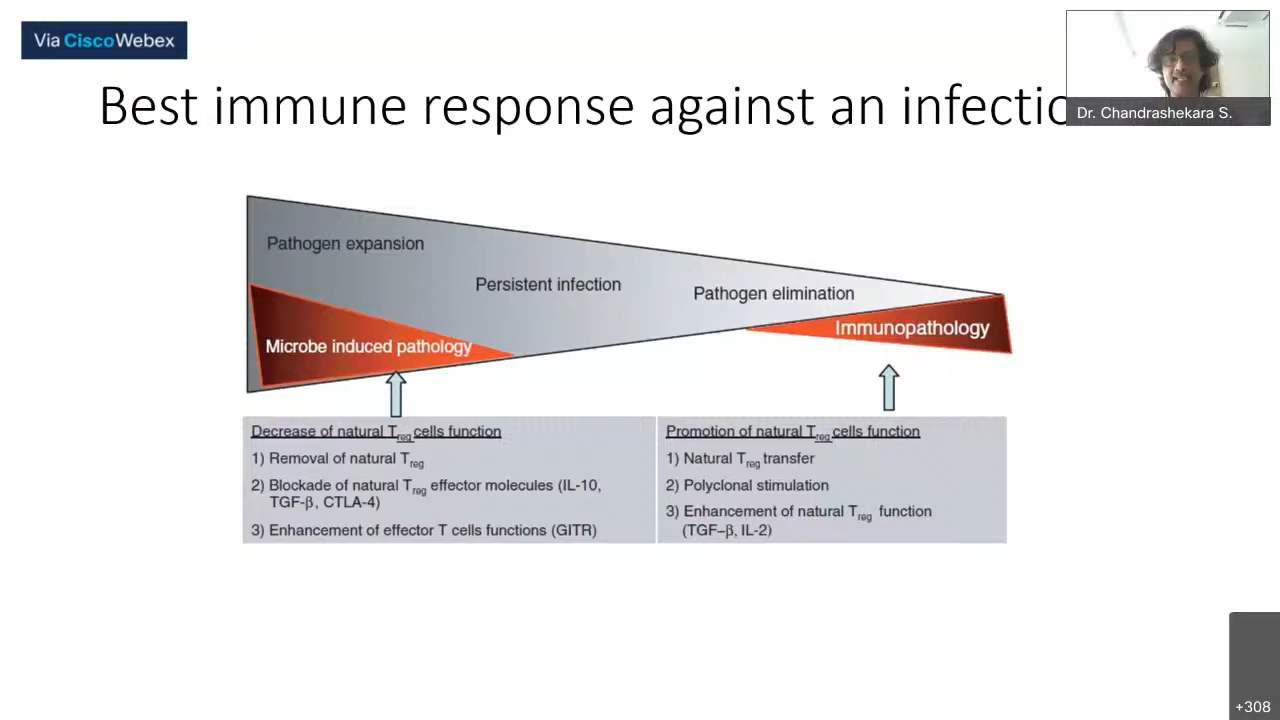 Via CiscoWebex
Best immune response against an infectio
Dr. Chandrashekara S.
Pathogen expansion
Persistent infection
Pathogen elimination
Immunopathology
Microbe induced pathology
Decrease of natural Treg cells function
1) Removal of natural Treg
2) Blockade of natural Treg effector molecules (IL-10,
TGF-β, CTLA-4)
3) Enhancement of effector T cells functions (GITR)
Promotion of natural Treg cells function
1) Natural Treg transfer
2) Polyclonal stimulation
3) Enhancement of natural Treg function
(TGF–β, IL-2)
+308